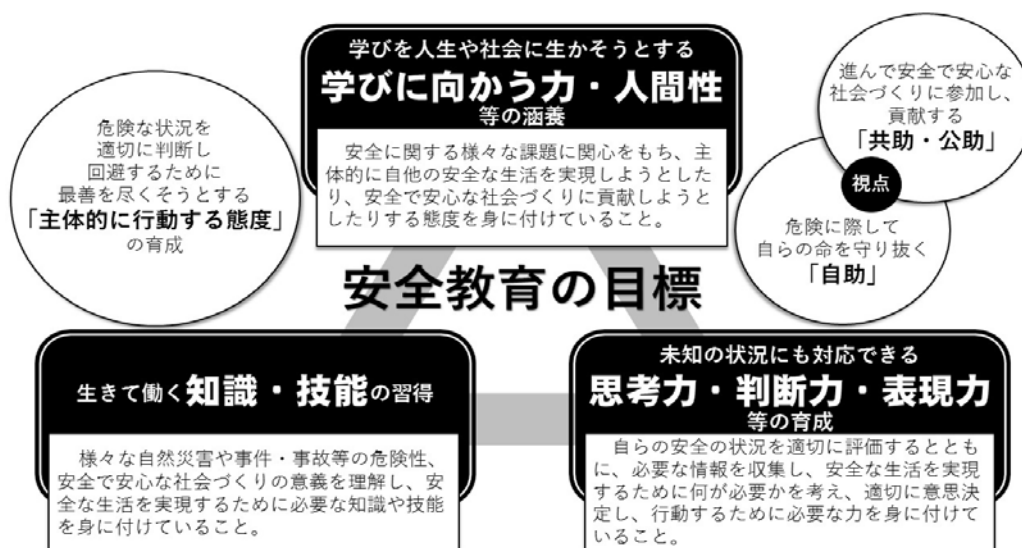 学びを人生や社会に生かそうとする
学びに向かう力・人間性
等の涵養
安全に関する様々な課題に関心をもち、主
体的に自他の安全な生活を実現しようとした
り、安全で安心な社会づくりに貢献しようと
したりする態度を身に付けていること。
危険な状況を
適切に判断し
回避するために
最善を尽くそうとする
「主体的に行動する態度」
の育成
進んで安全で安心な
社会づくりに参加し、
貢献する
「共助・公助」
視点
危険に際して
自らの命を守り抜く
「自助」
安全教育の目標
生きて働く知識・技能の習得
様々な自然災害や事件・事故等の危険性、
安全で安心な社会づくりの意義を理解し、安
全な生活を実現するために必要な知識や技能
を身に付けていること。
未知の状況にも対応できる
思考力・判断力・表現力
等の育成
自らの安全の状況を適切に評価するととも
に、必要な情報を収集し、安全な生活を実現
するために何が必要かを考え、適切に意思決
定し、行動するために必要な力を身に付けて
いること。